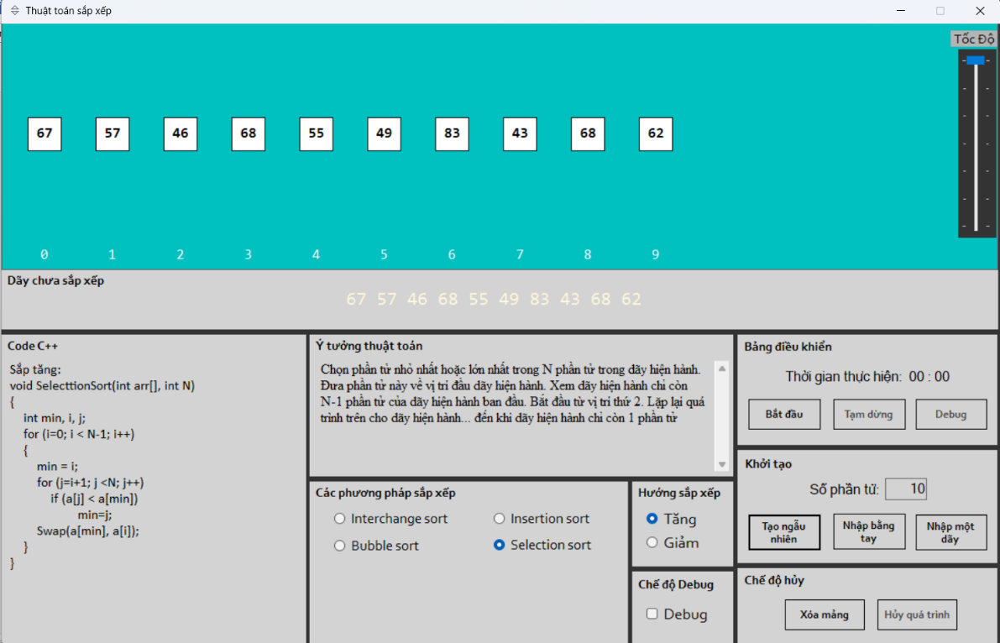 Thuật toán sắp xếp
Tốc Độ
67 57 46 68 55 49 83 43 68 62
0 1 2 3 4 5 6 7 8 9
Dãy chưa sắp xếp
67 57 46 68 55 49 83 43 68 62
Code C++
Sắp tăng:
void SelecttionSort(int arr[], int N)
{
int min, i, j;
for (i=0; i < N-1; i++)
{
min = i;
for (j=i+1; j <N; j++)
if (a[j] < a[min])
min=j;
Swap(a[min], a[i]);
}
}
Ý tưởng thuật toán
Chọn phần tử nhỏ nhất hoặc lớn nhất trong N phần tử trong dãy hiện hành.
Đưa phần tử này về vị trí đầu dãy hiện hành. Xem dãy hiện hành chỉ còn
N-1 phần tử của dãy hiện hành ban đầu. Bắt đầu từ vị trí thứ 2. Lặp lại quá
trình trên cho dãy hiện hành... đến khi dãy hiện hành chỉ còn 1 phần tử
Các phương pháp sắp xếp
Interchange sort
Insertion sort
Bubble sort
Selection sort
Hướng sắp xếp
Tăng
Giảm
Chế độ Debug
Debug
Bảng điều khiển
Thời gian thực hiện: 00 : 00
Bắt đầu
Tạm dừng
Debug
Khởi tạo
Số phần tử: 10
Tạo ngẫu
nhiên
Nhập bằng
tay
Nhập một
dãy
Chế độ hủy
Xóa mảng
Hủy quá trình